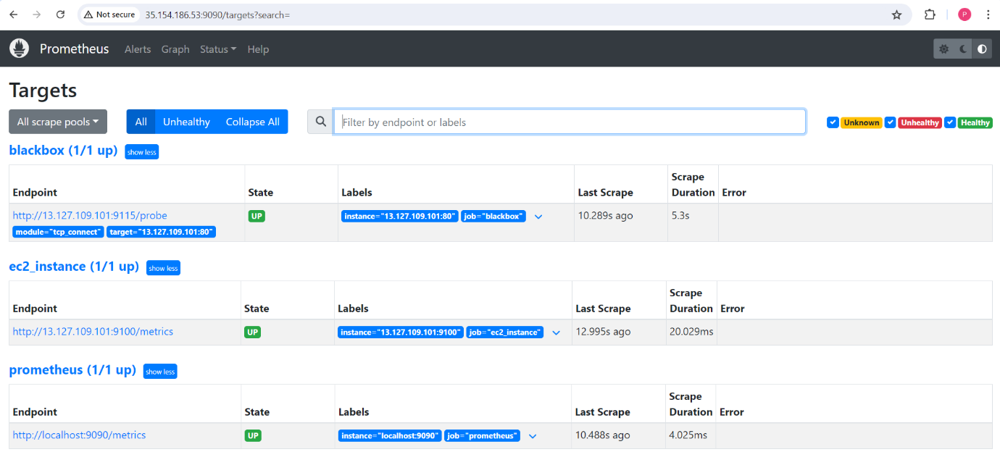 Not secure 35.154.186.53:9090/targets?search= P
Prometheus Alerts Graph Status Help
Targets
All scrape pools All Unhealthy Collapse All Filter by endpoint or labels Unknown Unhealthy Healthy
blackbox (1/1 up) show less
Endpoint State Labels Last Scrape Scrape Duration Error
http://13.127.109.101:9115/probe UP instance="13.127.109.101:80" job="blackbox" 10.289s ago 5.3s
module="tcp_connect" target="13.127.109.101:80"
ec2_instance (1/1 up) show less
Endpoint State Labels Last Scrape Scrape Duration Error
http://13.127.109.101:9100/metrics UP instance="13.127.109.101:9100" job="ec2_instance" 12.995s ago 20.029ms
prometheus (1/1 up) show less
Endpoint State Labels Last Scrape Scrape Duration Error
http://localhost:9090/metrics UP instance="localhost:9090" job="prometheus" 10.488s ago 4.025ms